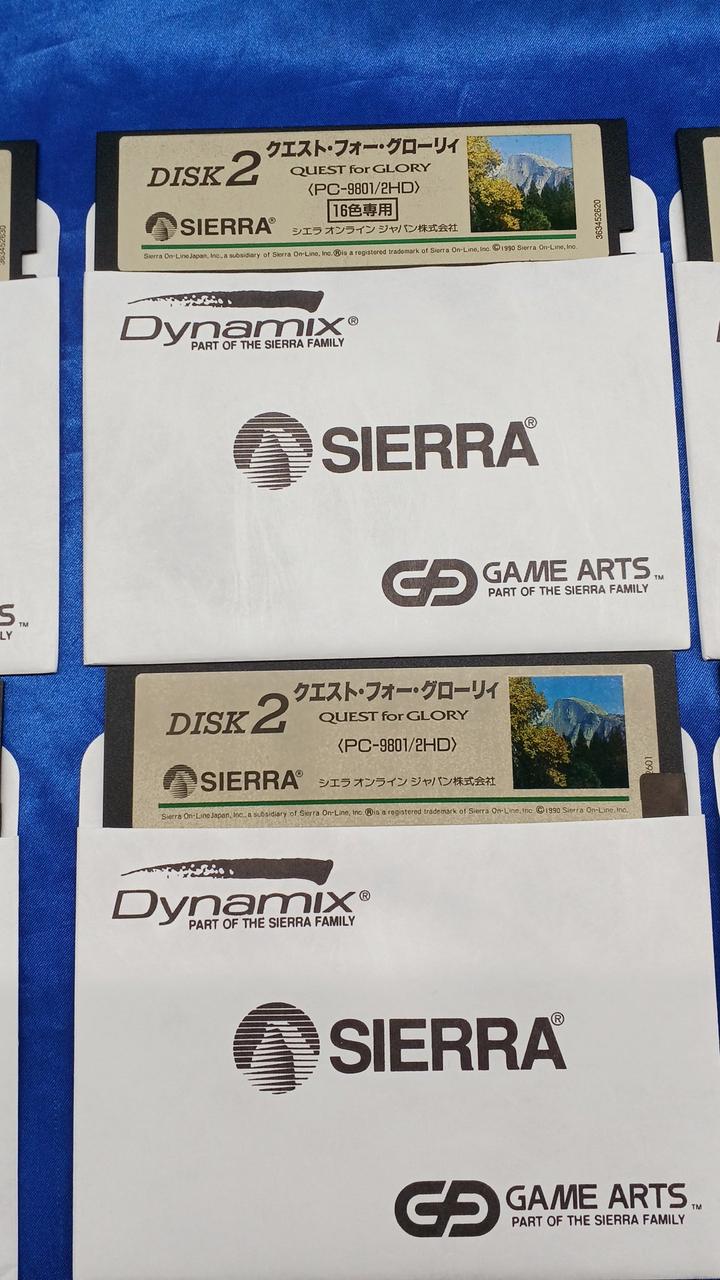 クエスト・フォー・グローリィ
DISK 2
QUEST for GLORY
〈PC-9801/2HD〉
16色専用
SIERRA®
シエラ オンライン ジャパン株式会社
Sierra On-Line Japan, Inc., a subsidiary of Sierra On-Line, Inc. ®is a registered trademark of Sierra On-Line, Inc. ©1990 Sierra On-Line, Inc.
363452620
363452630
Dynamix®
PART OF THE SIERRA FAMILY
SIERRA®
GAME ARTS™
PART OF THE SIERRA FAMILY
S™
LY
クエスト・フォー・グローリィ
DISK 2
QUEST for GLORY
〈PC-9801/2HD〉
SIERRA®
シエラ オンライン ジャパン株式会社
Sierra On-Line Japan, Inc., a subsidiary of Sierra On-Line, Inc. ®is a registered trademark of Sierra On-Line, Inc. ©1990 Sierra On-Line, Inc.
2601
Dynamix®
PART OF THE SIERRA FAMILY
SIERRA®
GAME ARTS™
PART OF THE SIERRA FAMILY